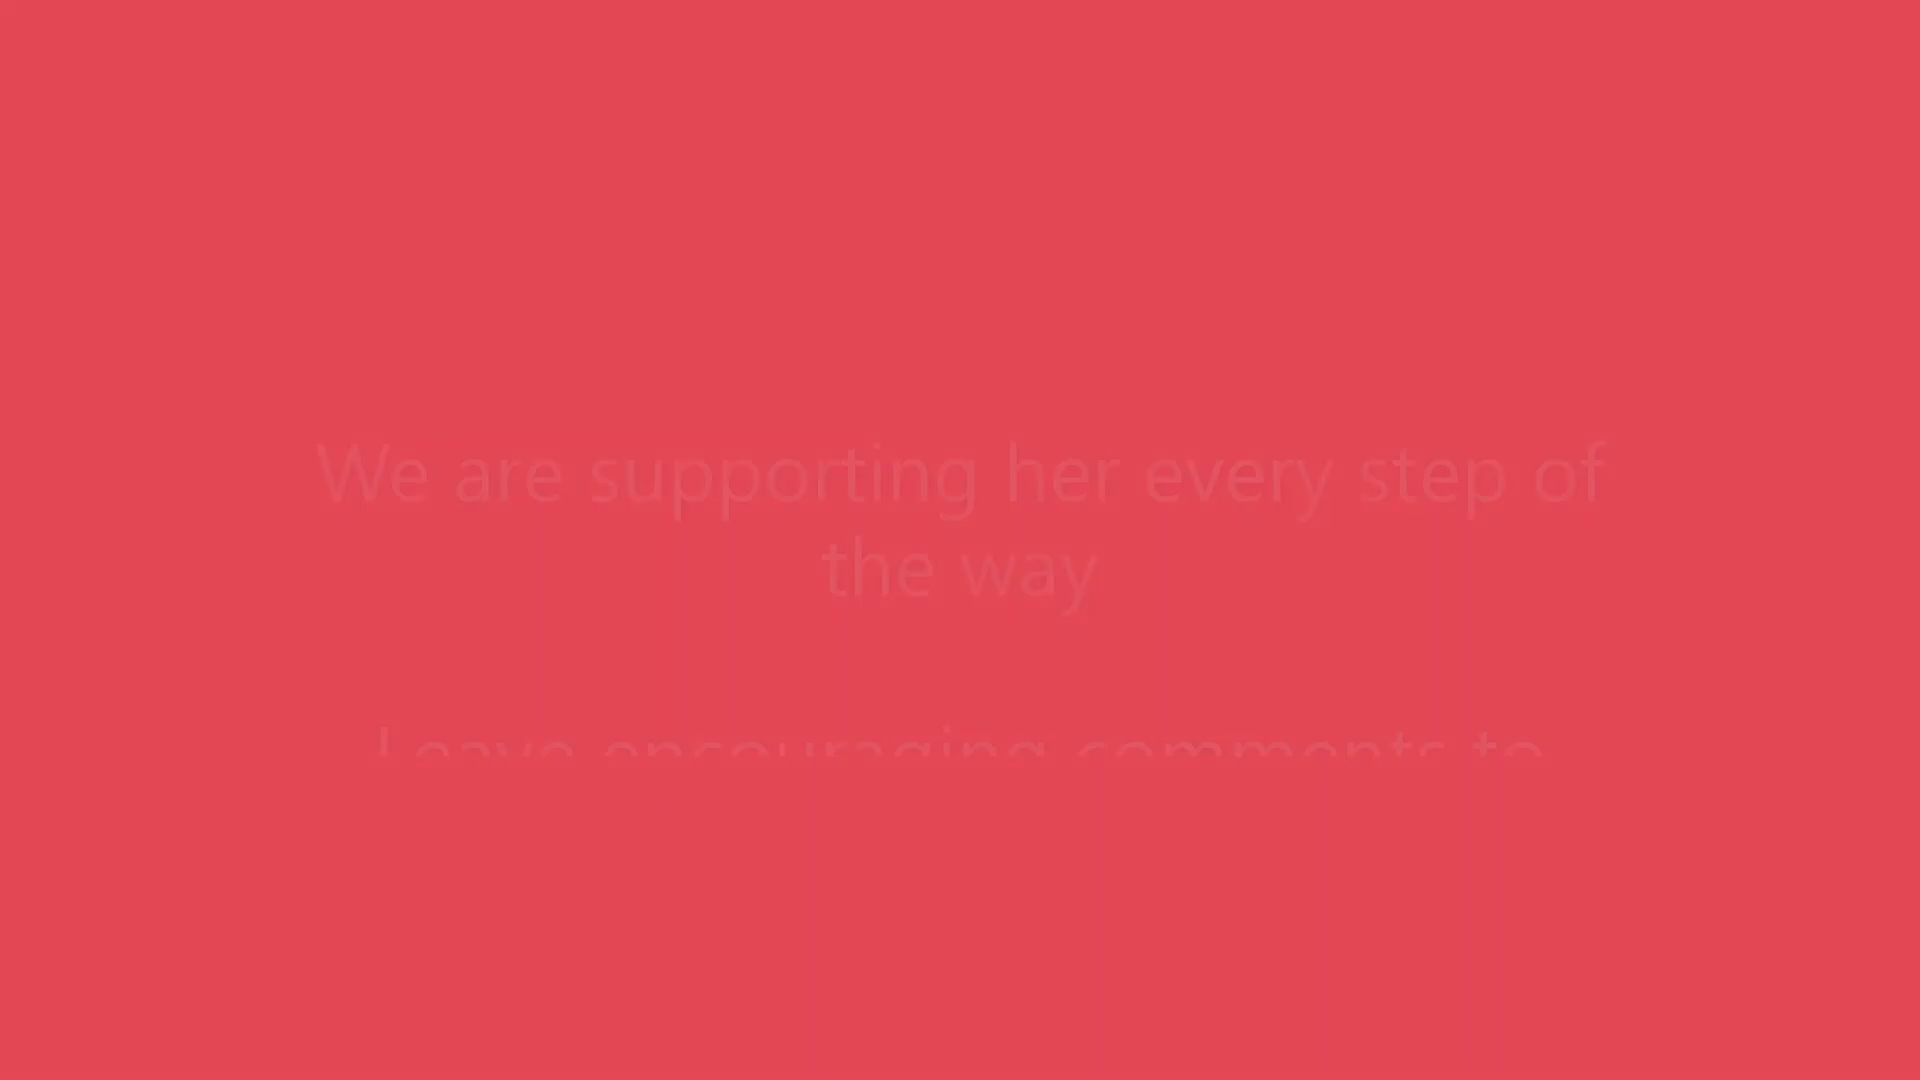 We are supporting her every step of
the way
Leave encouraging comments to